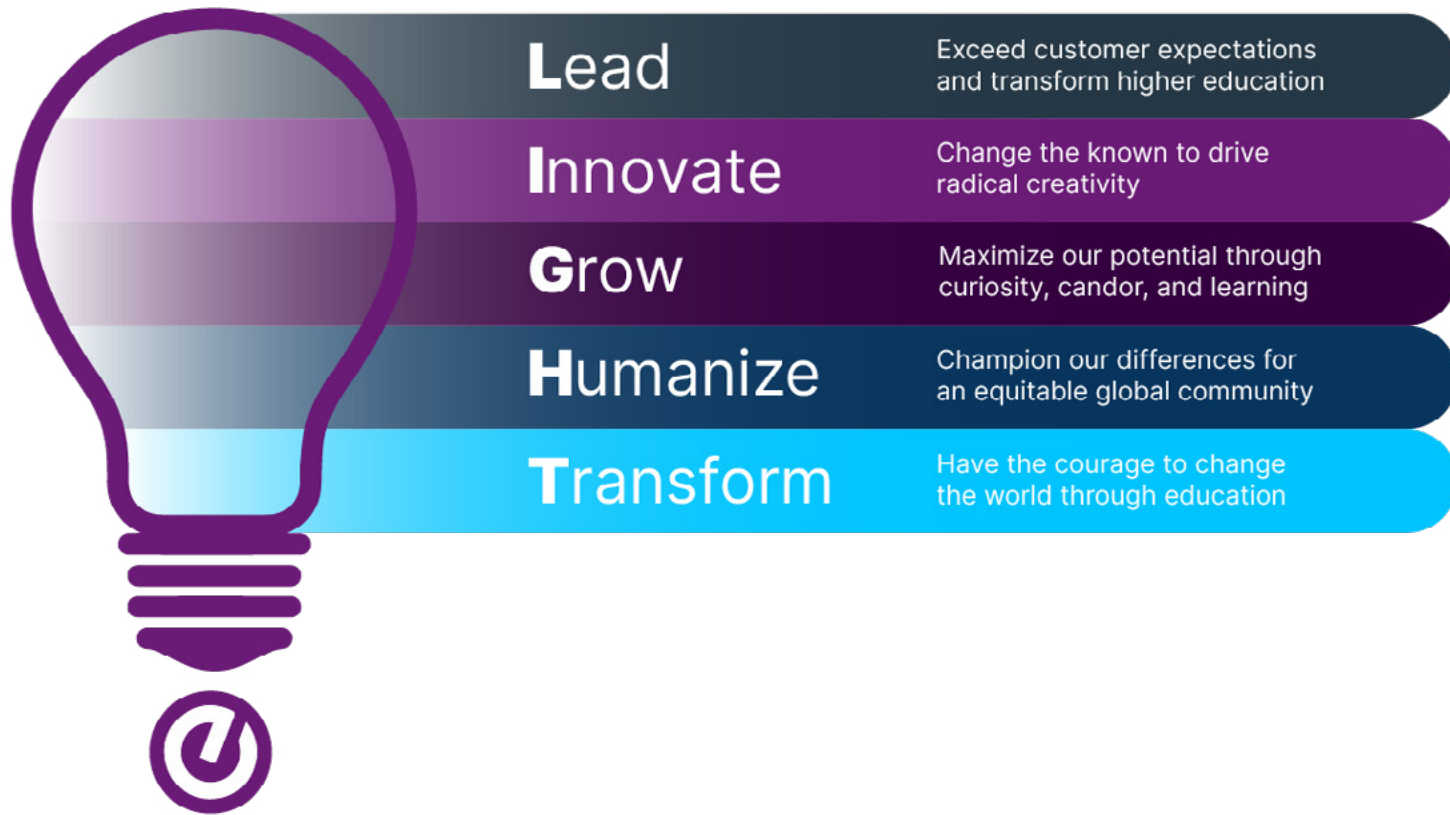 Lead
Exceed customer expectations
and transform higher education
Innovate
Change the known to drive
radical creativity
Grow
Maximize our potential through
curiosity, candor, and learning
Humanize
Champion our differences for
an equitable global community
Transform
Have the courage to change
the world through education
e